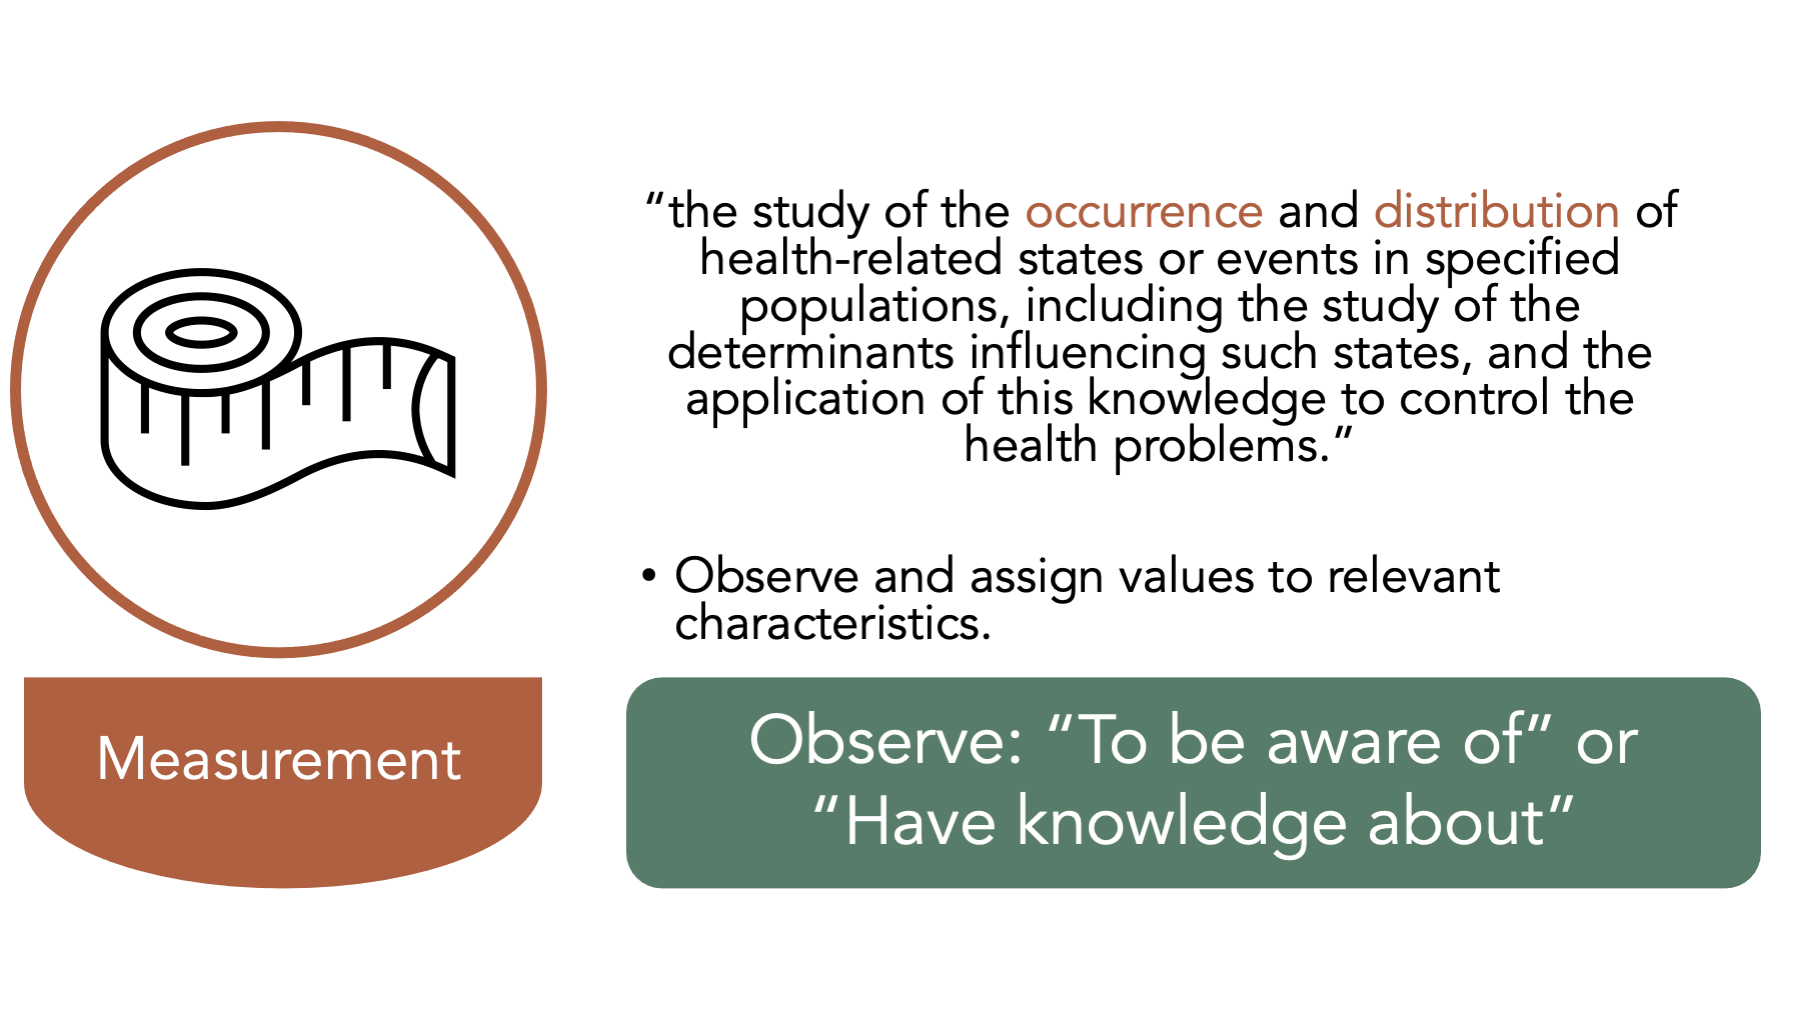 “the study of the occurrence and distribution of
health-related states or events in specified
populations, including the study of the
determinants influencing such states, and the
application of this knowledge to control the
health problems.”
• Observe and assign values to relevant
characteristics.
Measurement
Observe: “To be aware of” or
“Have knowledge about”